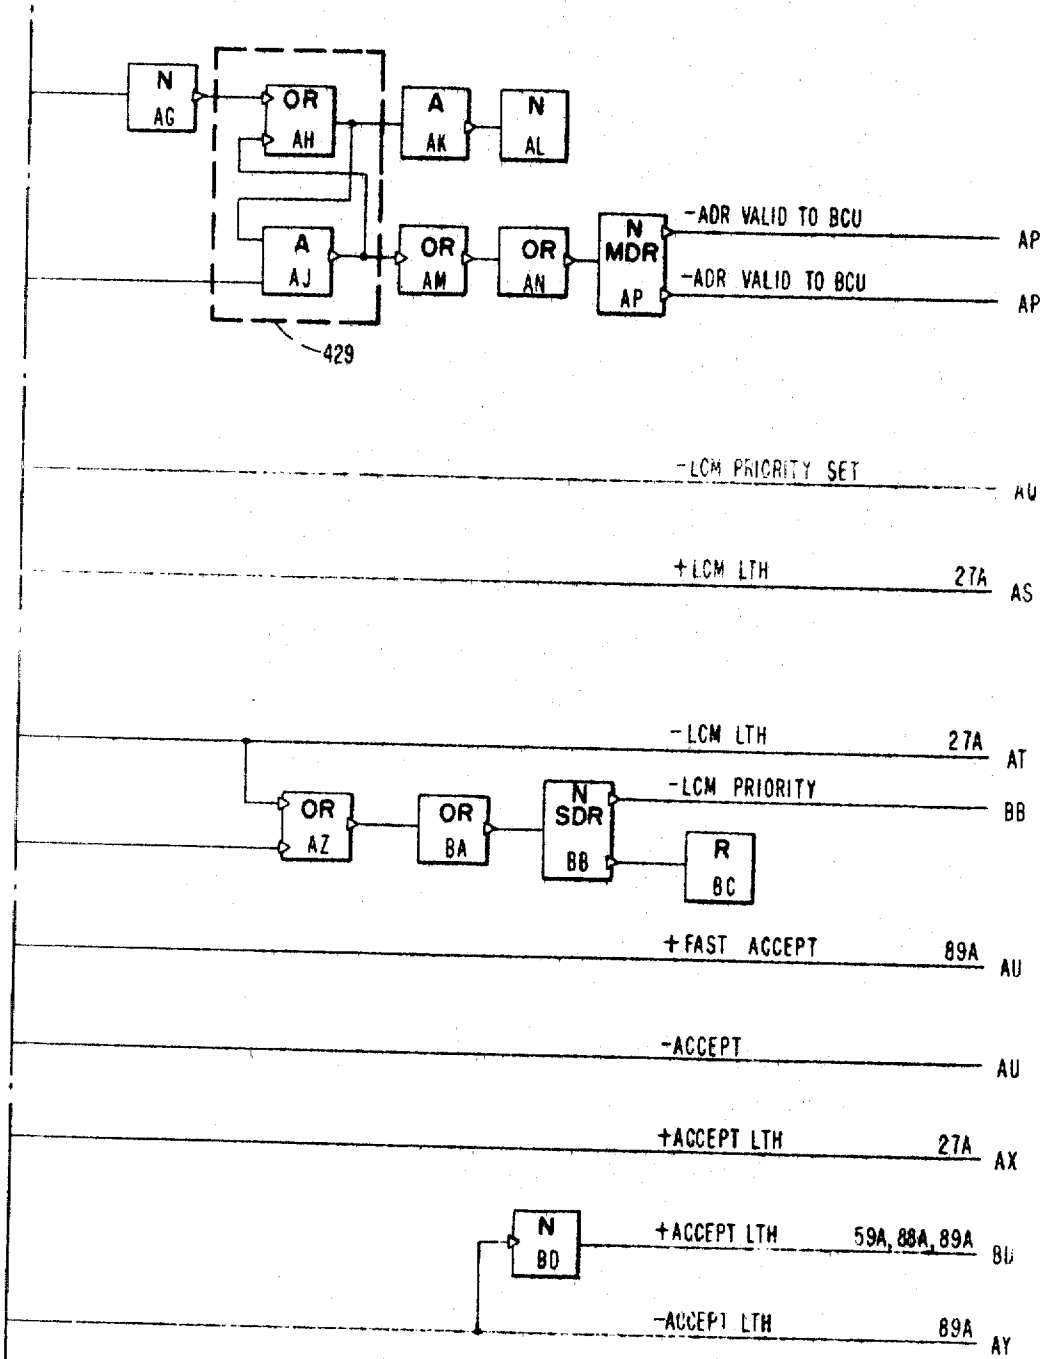 N
AG
OR
AH
A
AK
N
AL
A
AJ
OR
AM
OR
AN
N
MDR
AP
-ADR VALID TO BCU AP
-ADR VALID TO BCU AP
429
-LCM PRIORITY SET AU
+LCM LTH 27A AS
-LCM LTH 27A AT
-LCM PRIORITY BB
OR
AZ
OR
BA
N
SDR
BB
R
BC
+FAST ACCEPT 89A AU
-ACCEPT AU
+ACCEPT LTH 27A AX
N
BD
+ACCEPT LTH 59A, 88A, 89A BD
-ACCEPT LTH 89A AY